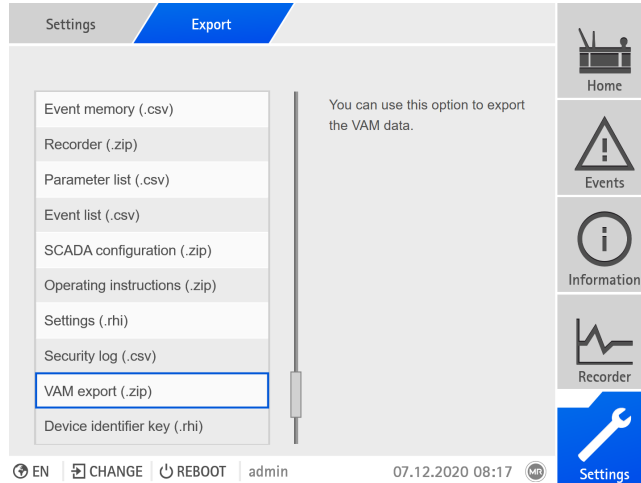 Settings
Export
Home
Event memory (.csv)
Recorder (.zip)
Parameter list (.csv)
Event list (.csv)
SCADA configuration (.zip)
Operating instructions (.zip)
Settings (.rhi)
Security log (.csv)
VAM export (.zip)
Device identifier key (.rhi)
You can use this option to export
the VAM data.
Events
Information
Recorder
Settings
EN CHANGE REBOOT admin 07.12.2020 08:17 MR